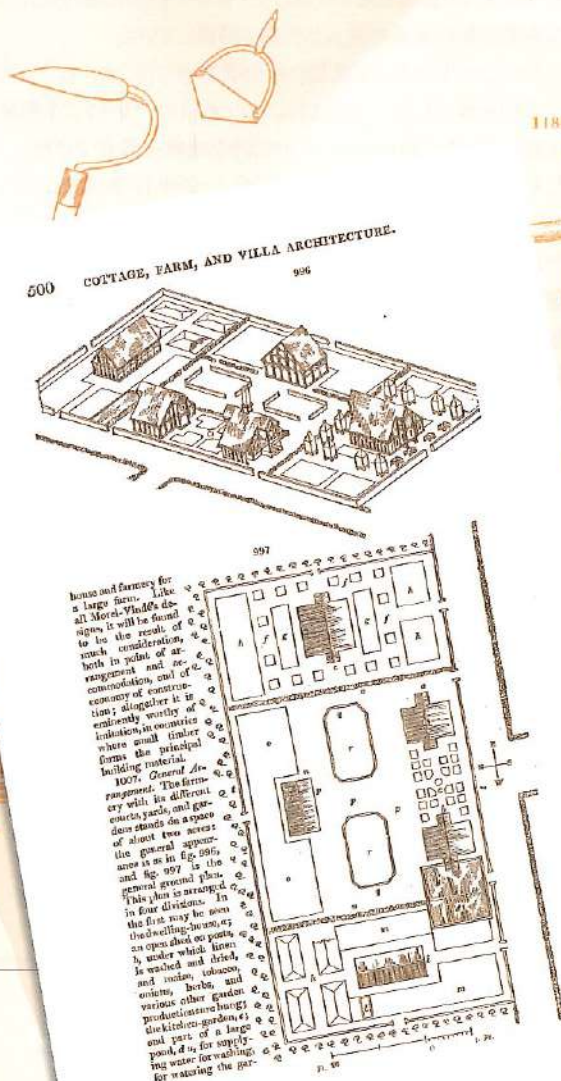 118
500 COTTAGE, FARM, AND VILLA ARCHITECTURE.
996
997
house and farmery for
a large farm. Like
all Morel-Vindé's de-
signs, it will be found
to be the result of
much consideration,
both in point of ar-
rangement and ac-
commodation, and of
economy of construc-
tion; altogether it is
eminently worthy of
imitation, in countries
where small timber
forms the principal
building material.
1007. General Ar-
rangement. The farm-
ery with its different
courts, yards, and gar-
dens stands on a space
of about two acres:
the general appear-
ance is as in fig. 996,
and fig. 997 is the
general ground plan.
This plan is arranged
in four divisions. In
the first may be seen
the dwelling-house, a;
an open shed on posts,
b, under which linen
is washed and dried,
and maize, tobacco,
onions, herbs, and
various other garden
productions are hung;
the kitchen-garden, c;
and part of a large
pond, d u, for supply-
ing water for washing,
for watering the gar-